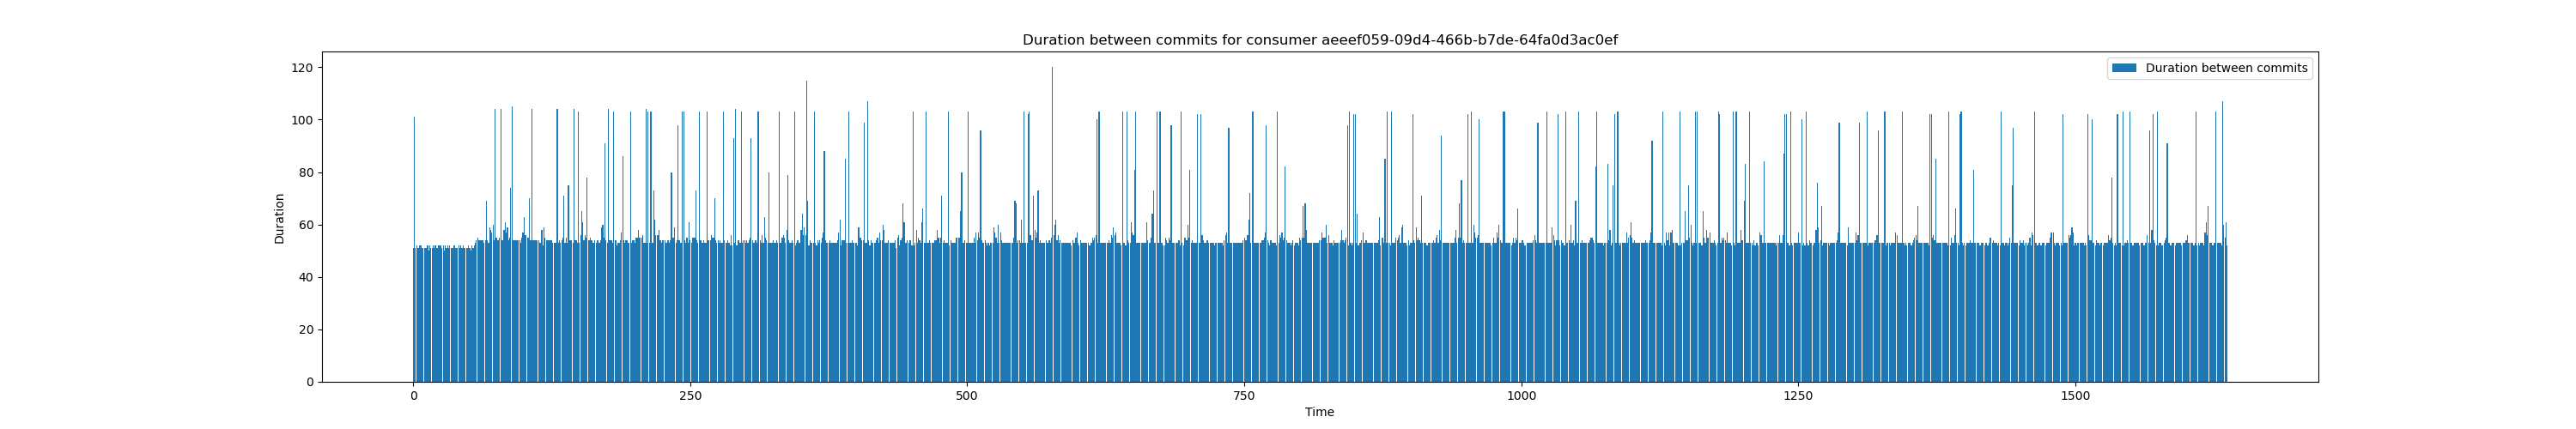 Duration between commits for consumer aeeef059-09d4-466b-b7de-64fa0d3ac0ef
Duration between commits
120
100
80
60
40
20
0
Duration
0 250 500 750 1000 1250 1500
Time